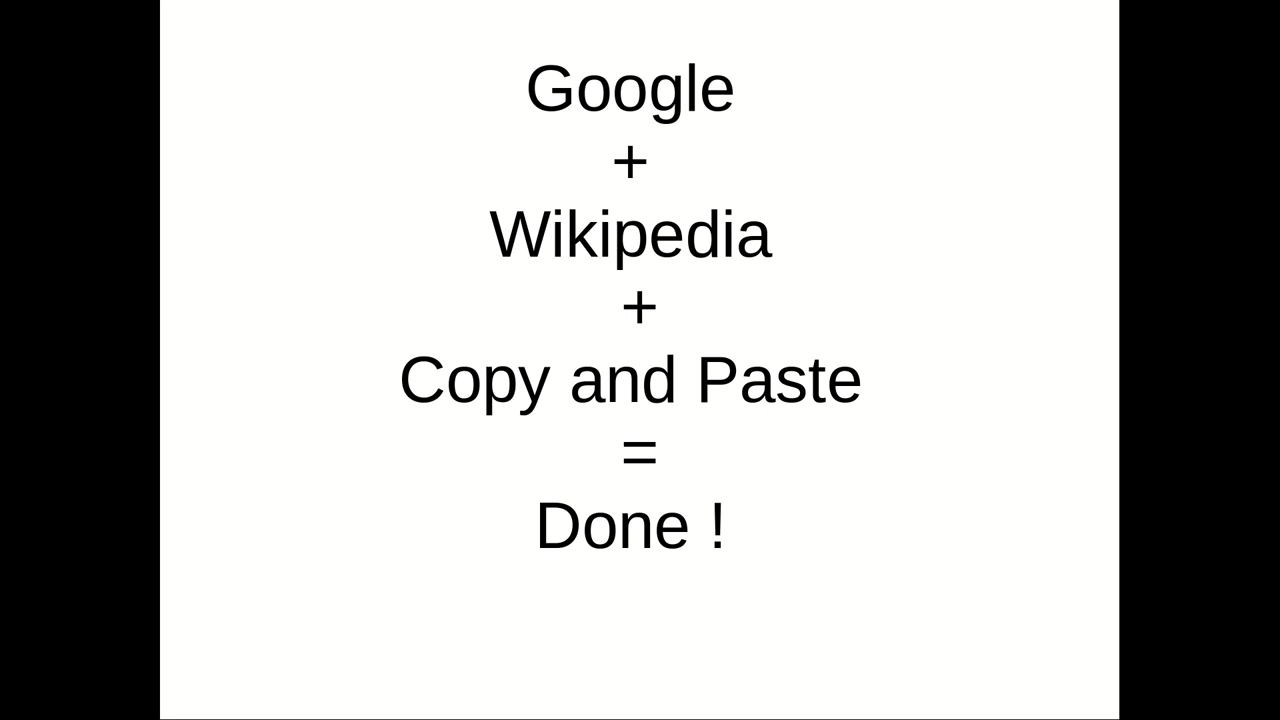 Google
+
Wikipedia
+
Copy and Paste
=
Done !